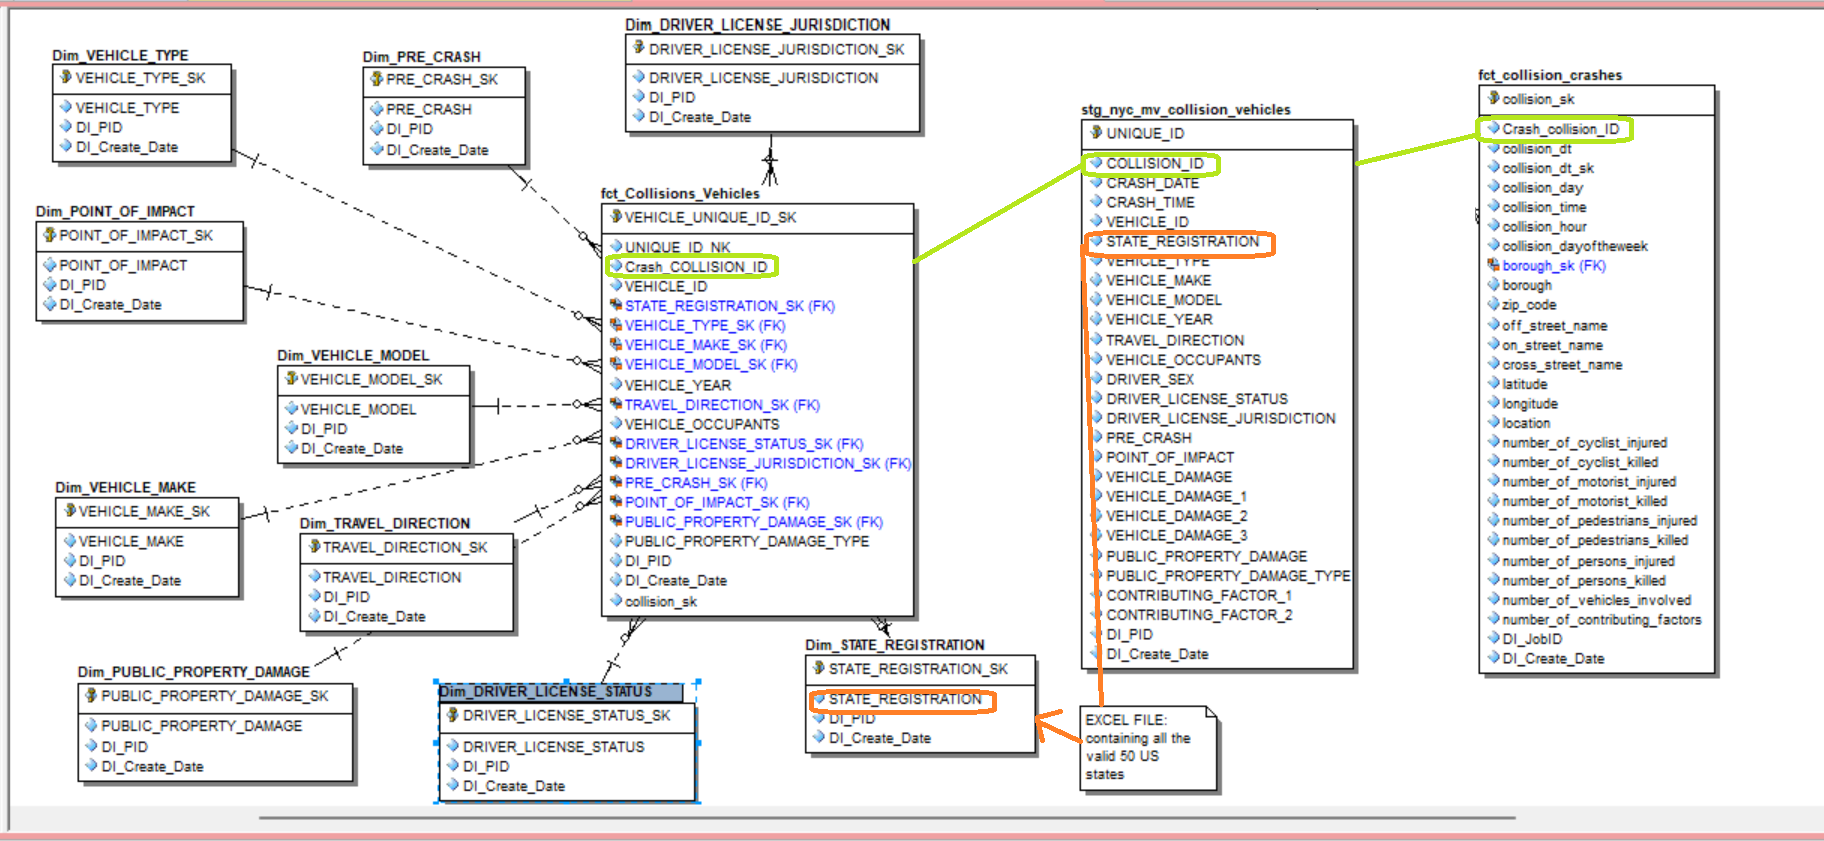 Dim_VEHICLE_TYPE
VEHICLE_TYPE_SK
VEHICLE_TYPE
DI_PID
DI_Create_Date
Dim_PRE_CRASH
PRE_CRASH_SK
PRE_CRASH
DI_PID
DI_Create_Date
Dim_DRIVER_LICENSE_JURISDICTION
DRIVER_LICENSE_JURISDICTION_SK
DRIVER_LICENSE_JURISDICTION
DI_PID
DI_Create_Date
Dim_POINT_OF_IMPACT
POINT_OF_IMPACT_SK
POINT_OF_IMPACT
DI_PID
DI_Create_Date
Dim_VEHICLE_MODEL
VEHICLE_MODEL_SK
VEHICLE_MODEL
DI_PID
DI_Create_Date
Dim_VEHICLE_MAKE
VEHICLE_MAKE_SK
VEHICLE_MAKE
DI_PID
DI_Create_Date
Dim_TRAVEL_DIRECTION
TRAVEL_DIRECTION_SK
TRAVEL_DIRECTION
DI_PID
DI_Create_Date
Dim_PUBLIC_PROPERTY_DAMAGE
PUBLIC_PROPERTY_DAMAGE_SK
PUBLIC_PROPERTY_DAMAGE
DI_PID
DI_Create_Date
Dim_DRIVER_LICENSE_STATUS
DRIVER_LICENSE_STATUS_SK
DRIVER_LICENSE_STATUS
DI_PID
DI_Create_Date
fct_Collisions_Vehicles
VEHICLE_UNIQUE_ID_SK
UNIQUE_ID_NK
Crash_COLLISION_ID
VEHICLE_ID
STATE_REGISTRATION_SK (FK)
VEHICLE_TYPE_SK (FK)
VEHICLE_MAKE_SK (FK)
VEHICLE_MODEL_SK (FK)
VEHICLE_YEAR
TRAVEL_DIRECTION_SK (FK)
VEHICLE_OCCUPANTS
DRIVER_LICENSE_STATUS_SK (FK)
DRIVER_LICENSE_JURISDICTION_SK (FK)
PRE_CRASH_SK (FK)
POINT_OF_IMPACT_SK (FK)
PUBLIC_PROPERTY_DAMAGE_SK (FK)
PUBLIC_PROPERTY_DAMAGE_TYPE
DI_PID
DI_Create_Date
collision_sk
Dim_STATE_REGISTRATION
STATE_REGISTRATION_SK
STATE_REGISTRATION
DI_PID
DI_Create_Date
stg_nyc_mv_collision_vehicles
UNIQUE_ID
COLLISION_ID
CRASH_DATE
CRASH_TIME
VEHICLE_ID
STATE_REGISTRATION
VEHICLE_TYPE
VEHICLE_MAKE
VEHICLE_MODEL
VEHICLE_YEAR
TRAVEL_DIRECTION
VEHICLE_OCCUPANTS
DRIVER_SEX
DRIVER_LICENSE_STATUS
DRIVER_LICENSE_JURISDICTION
PRE_CRASH
POINT_OF_IMPACT
VEHICLE_DAMAGE
VEHICLE_DAMAGE_1
VEHICLE_DAMAGE_2
VEHICLE_DAMAGE_3
PUBLIC_PROPERTY_DAMAGE
PUBLIC_PROPERTY_DAMAGE_TYPE
CONTRIBUTING_FACTOR_1
CONTRIBUTING_FACTOR_2
DI_PID
DI_Create_Date
EXCEL FILE:
containing all the
valid 50 US
states
fct_collision_crashes
collision_sk
Crash_collision_ID
collision_dt
collision_dt_sk
collision_day
collision_time
collision_hour
collision_dayoftheweek
borough_sk (FK)
borough
zip_code
off_street_name
on_street_name
cross_street_name
latitude
longitude
location
number_of_cyclist_injured
number_of_cyclist_killed
number_of_motorist_injured
number_of_motorist_killed
number_of_pedestrians_injured
number_of_pedestrians_killed
number_of_persons_injured
number_of_persons_killed
number_of_vehicles_involved
number_of_contributing_factors
DI_JobID
DI_Create_Date